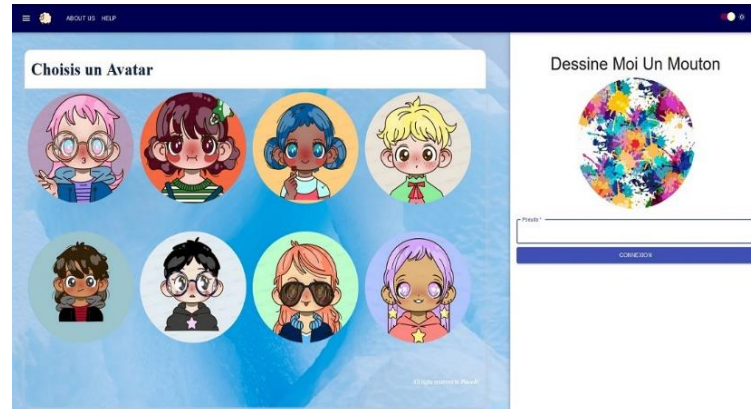 ABOUT US HELP
Choisis un Avatar
Dessine Moi Un Mouton
Pseudo *
CONNEXION